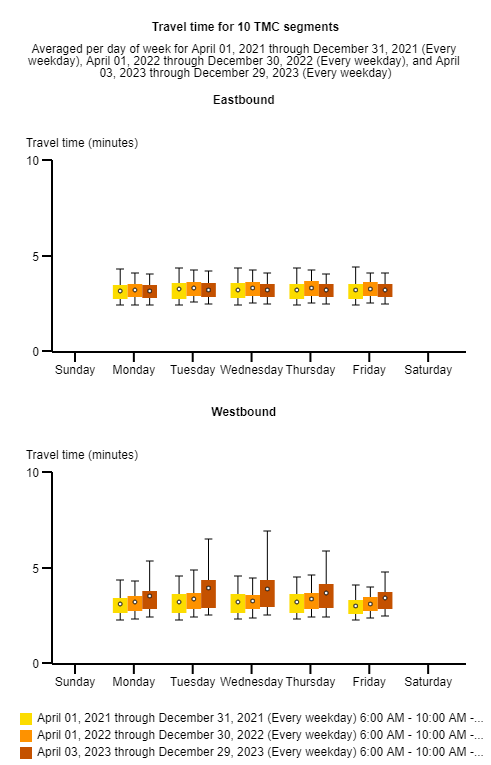 Travel time for 10 TMC segments
Averaged per day of week for April 01, 2021 through December 31, 2021 (Every
weekday), April 01, 2022 through December 30, 2022 (Every weekday), and April
03, 2023 through December 29, 2023 (Every weekday)
Eastbound
Travel time (minutes)
10
5
0
Sunday Monday Tuesday Wednesday Thursday Friday Saturday
Westbound
Travel time (minutes)
10
5
0
Sunday Monday Tuesday Wednesday Thursday Friday Saturday
April 01, 2021 through December 31, 2021 (Every weekday) 6:00 AM - 10:00 AM -...
April 01, 2022 through December 30, 2022 (Every weekday) 6:00 AM - 10:00 AM -...
April 03, 2023 through December 29, 2023 (Every weekday) 6:00 AM - 10:00 AM -...